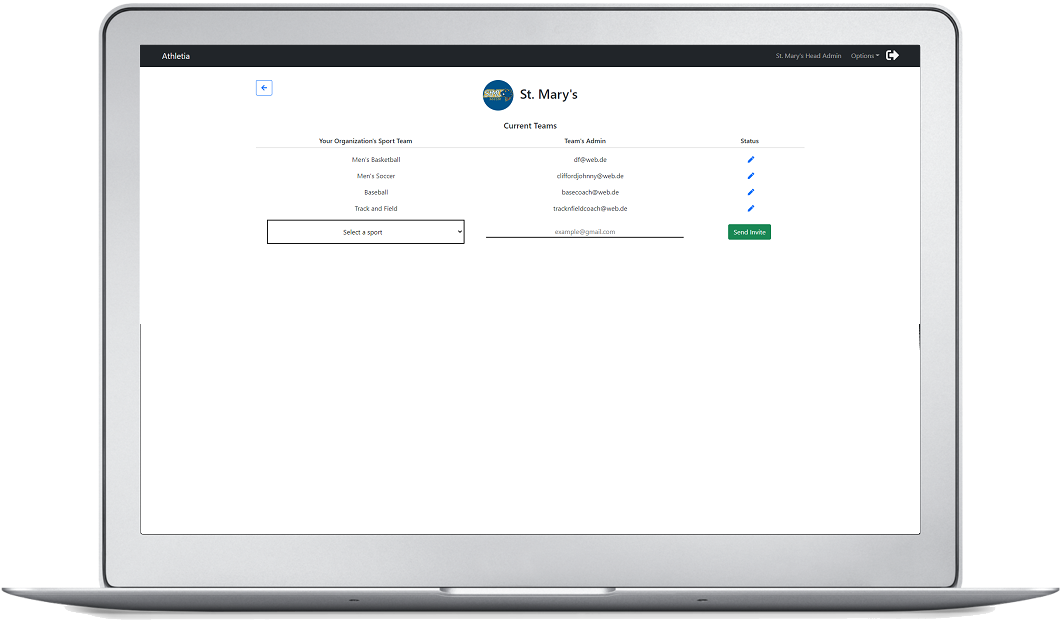 Athletia
St. Mary's Head Admin Options
St. Mary's
Current Teams
Your Organization's Sport Team Team's Admin Status
Men's Basketball df@web.de
Men's Soccer cliffordjohnny@web.de
Baseball basecoach@web.de
Track and Field tracknfieldcoach@web.de
Select a sport example@gmail.com Send Invite